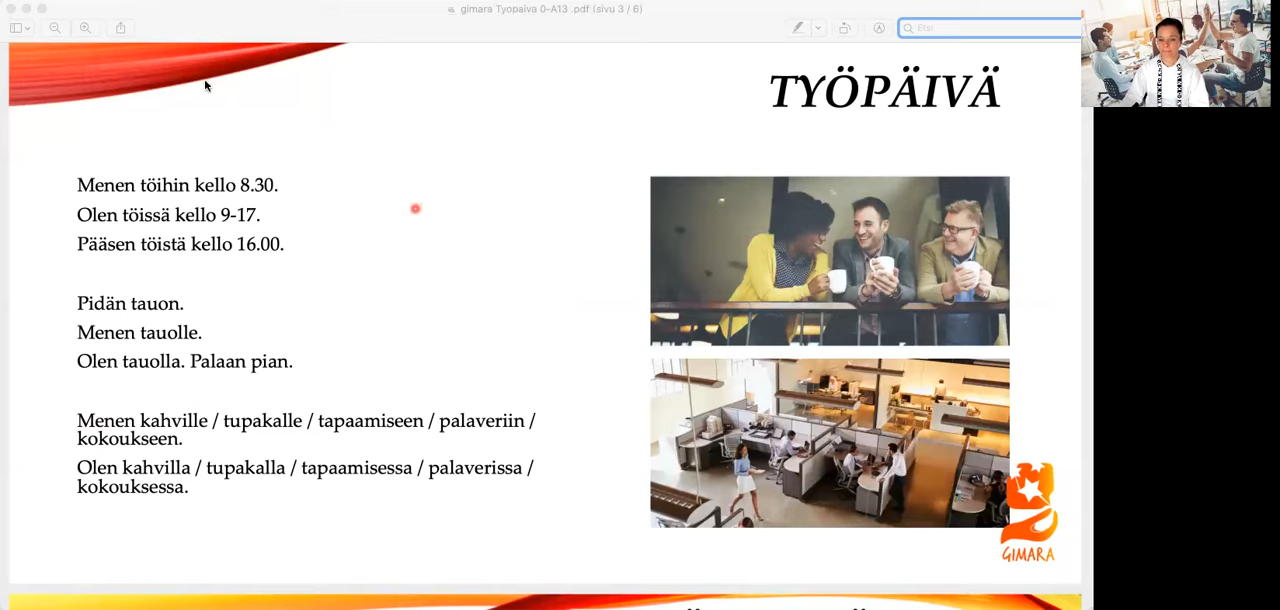 gimara Tyopaiva 0-A13 .pdf (sivu 3 / 6)
Etsi
TYÖPÄIVÄ
Menen töihin kello 8.30.
Olen töissä kello 9-17.
Pääsen töistä kello 16.00.
Pidän tauon.
Menen tauolle.
Olen tauolla. Palaan pian.
Menen kahville / tupakalle / tapaamiseen / palaveriin /
kokoukseen.
Olen kahvilla / tupakalla / tapaamisessa / palaverissa /
kokouksessa.
GIMARA